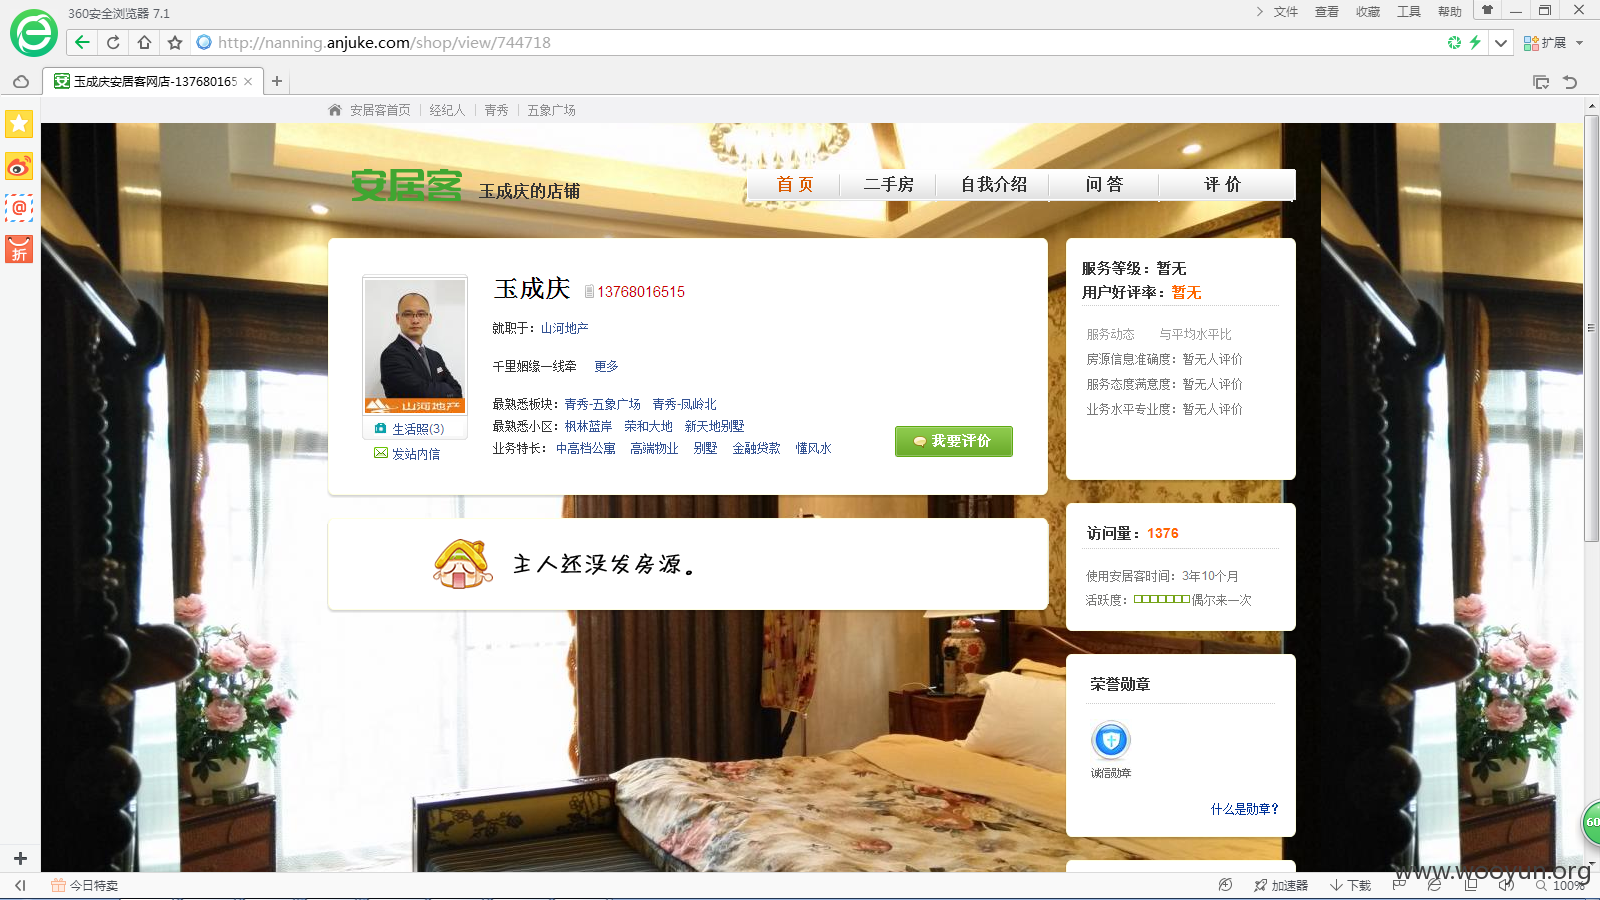 360安全浏览器 7.1
文件 查看 收藏 工具 帮助
http://nanning.anjuke.com/shop/view/744718
扩展
玉成庆安居客网店-137680165
安居客首页 经纪人 青秀 五象广场
安居客 玉成庆的店铺
首页 二手房 自我介绍 问答 评价
玉成庆 13768016515
就职于：山河地产
千里姻缘一线牵 更多
最熟悉板块：青秀-五象广场 青秀-凤岭北
最熟悉小区：枫林蓝岸 荣和大地 新天地别墅
业务特长：中高档公寓 高端物业 别墅 金融贷款 懂风水
山河地产
生活照(3)
发站内信
我要评价
主人还没发房源。
服务等级：暂无
用户好评率：暂无
服务动态 与平均水平比
房源信息准确度：暂无人评价
服务态度满意度：暂无人评价
业务水平专业度：暂无人评价
访问量：1376
使用安居客时间：3年10个月
活跃度：偶尔来一次
荣誉勋章
诚信勋章
什么是勋章？
@
折
60
www.wooyun.org
今日特卖
加速器 下载 100%